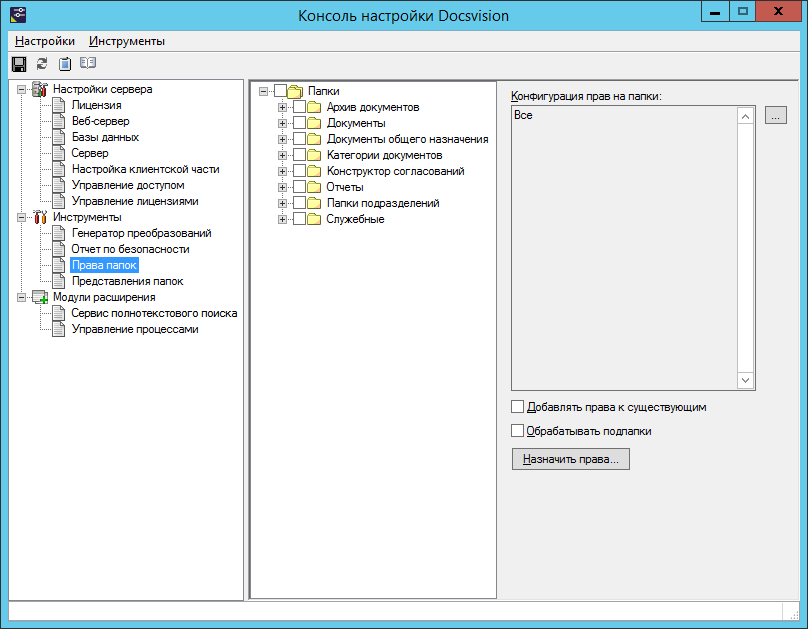 Консоль настройки Docsvision
Настройки Инструменты
Настройки сервера
Лицензия
Веб-сервер
Базы данных
Сервер
Настройка клиентской части
Управление доступом
Управление лицензиями
Инструменты
Генератор преобразований
Отчет по безопасности
Права папок
Представления папок
Модули расширения
Сервис полнотекстового поиска
Управление процессами
Папки
Архив документов
Документы
Документы общего назначения
Категории документов
Конструктор согласований
Отчеты
Папки подразделений
Служебные
Конфигурация прав на папки:
Все
...
Добавлять права к существующим
Обрабатывать подпапки
Назначить права...